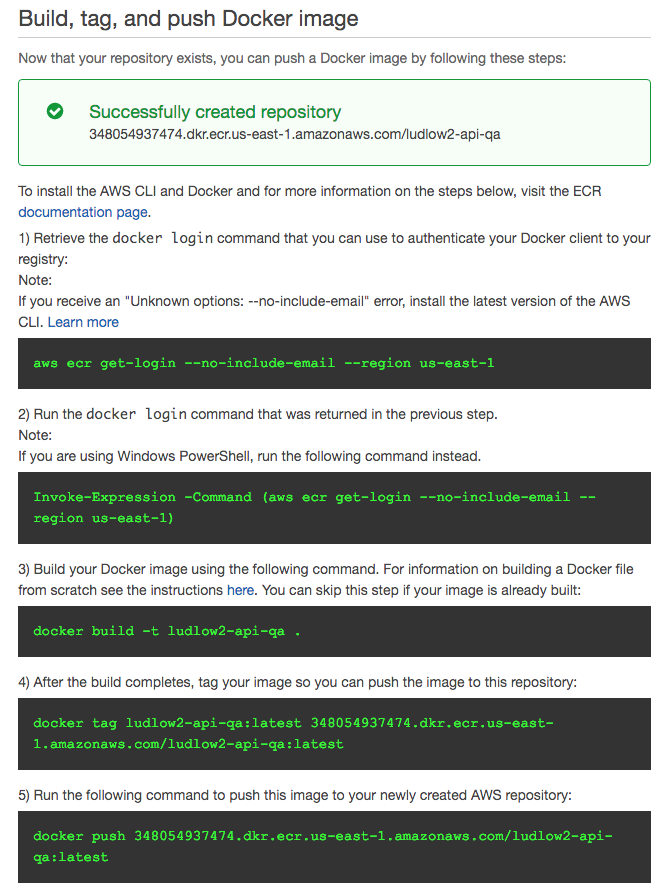 Build, tag, and push Docker image
Now that your repository exists, you can push a Docker image by following these steps:
Successfully created repository
348054937474.dkr.ecr.us-east-1.amazonaws.com/ludlow2-api-qa
To install the AWS CLI and Docker and for more information on the steps below, visit the ECR
documentation page.
1) Retrieve the docker login command that you can use to authenticate your Docker client to your
registry:
Note:
If you receive an "Unknown options: --no-include-email" error, install the latest version of the AWS
CLI. Learn more
aws ecr get-login --no-include-email --region us-east-1
2) Run the docker login command that was returned in the previous step.
Note:
If you are using Windows PowerShell, run the following command instead.
Invoke-Expression -Command (aws ecr get-login --no-include-email --
region us-east-1)
3) Build your Docker image using the following command. For information on building a Docker file
from scratch see the instructions here. You can skip this step if your image is already built:
docker build -t ludlow2-api-qa .
4) After the build completes, tag your image so you can push the image to this repository:
docker tag ludlow2-api-qa:latest 348054937474.dkr.ecr.us-east-
1.amazonaws.com/ludlow2-api-qa:latest
5) Run the following command to push this image to your newly created AWS repository:
docker push 348054937474.dkr.ecr.us-east-1.amazonaws.com/ludlow2-api-
qa:latest